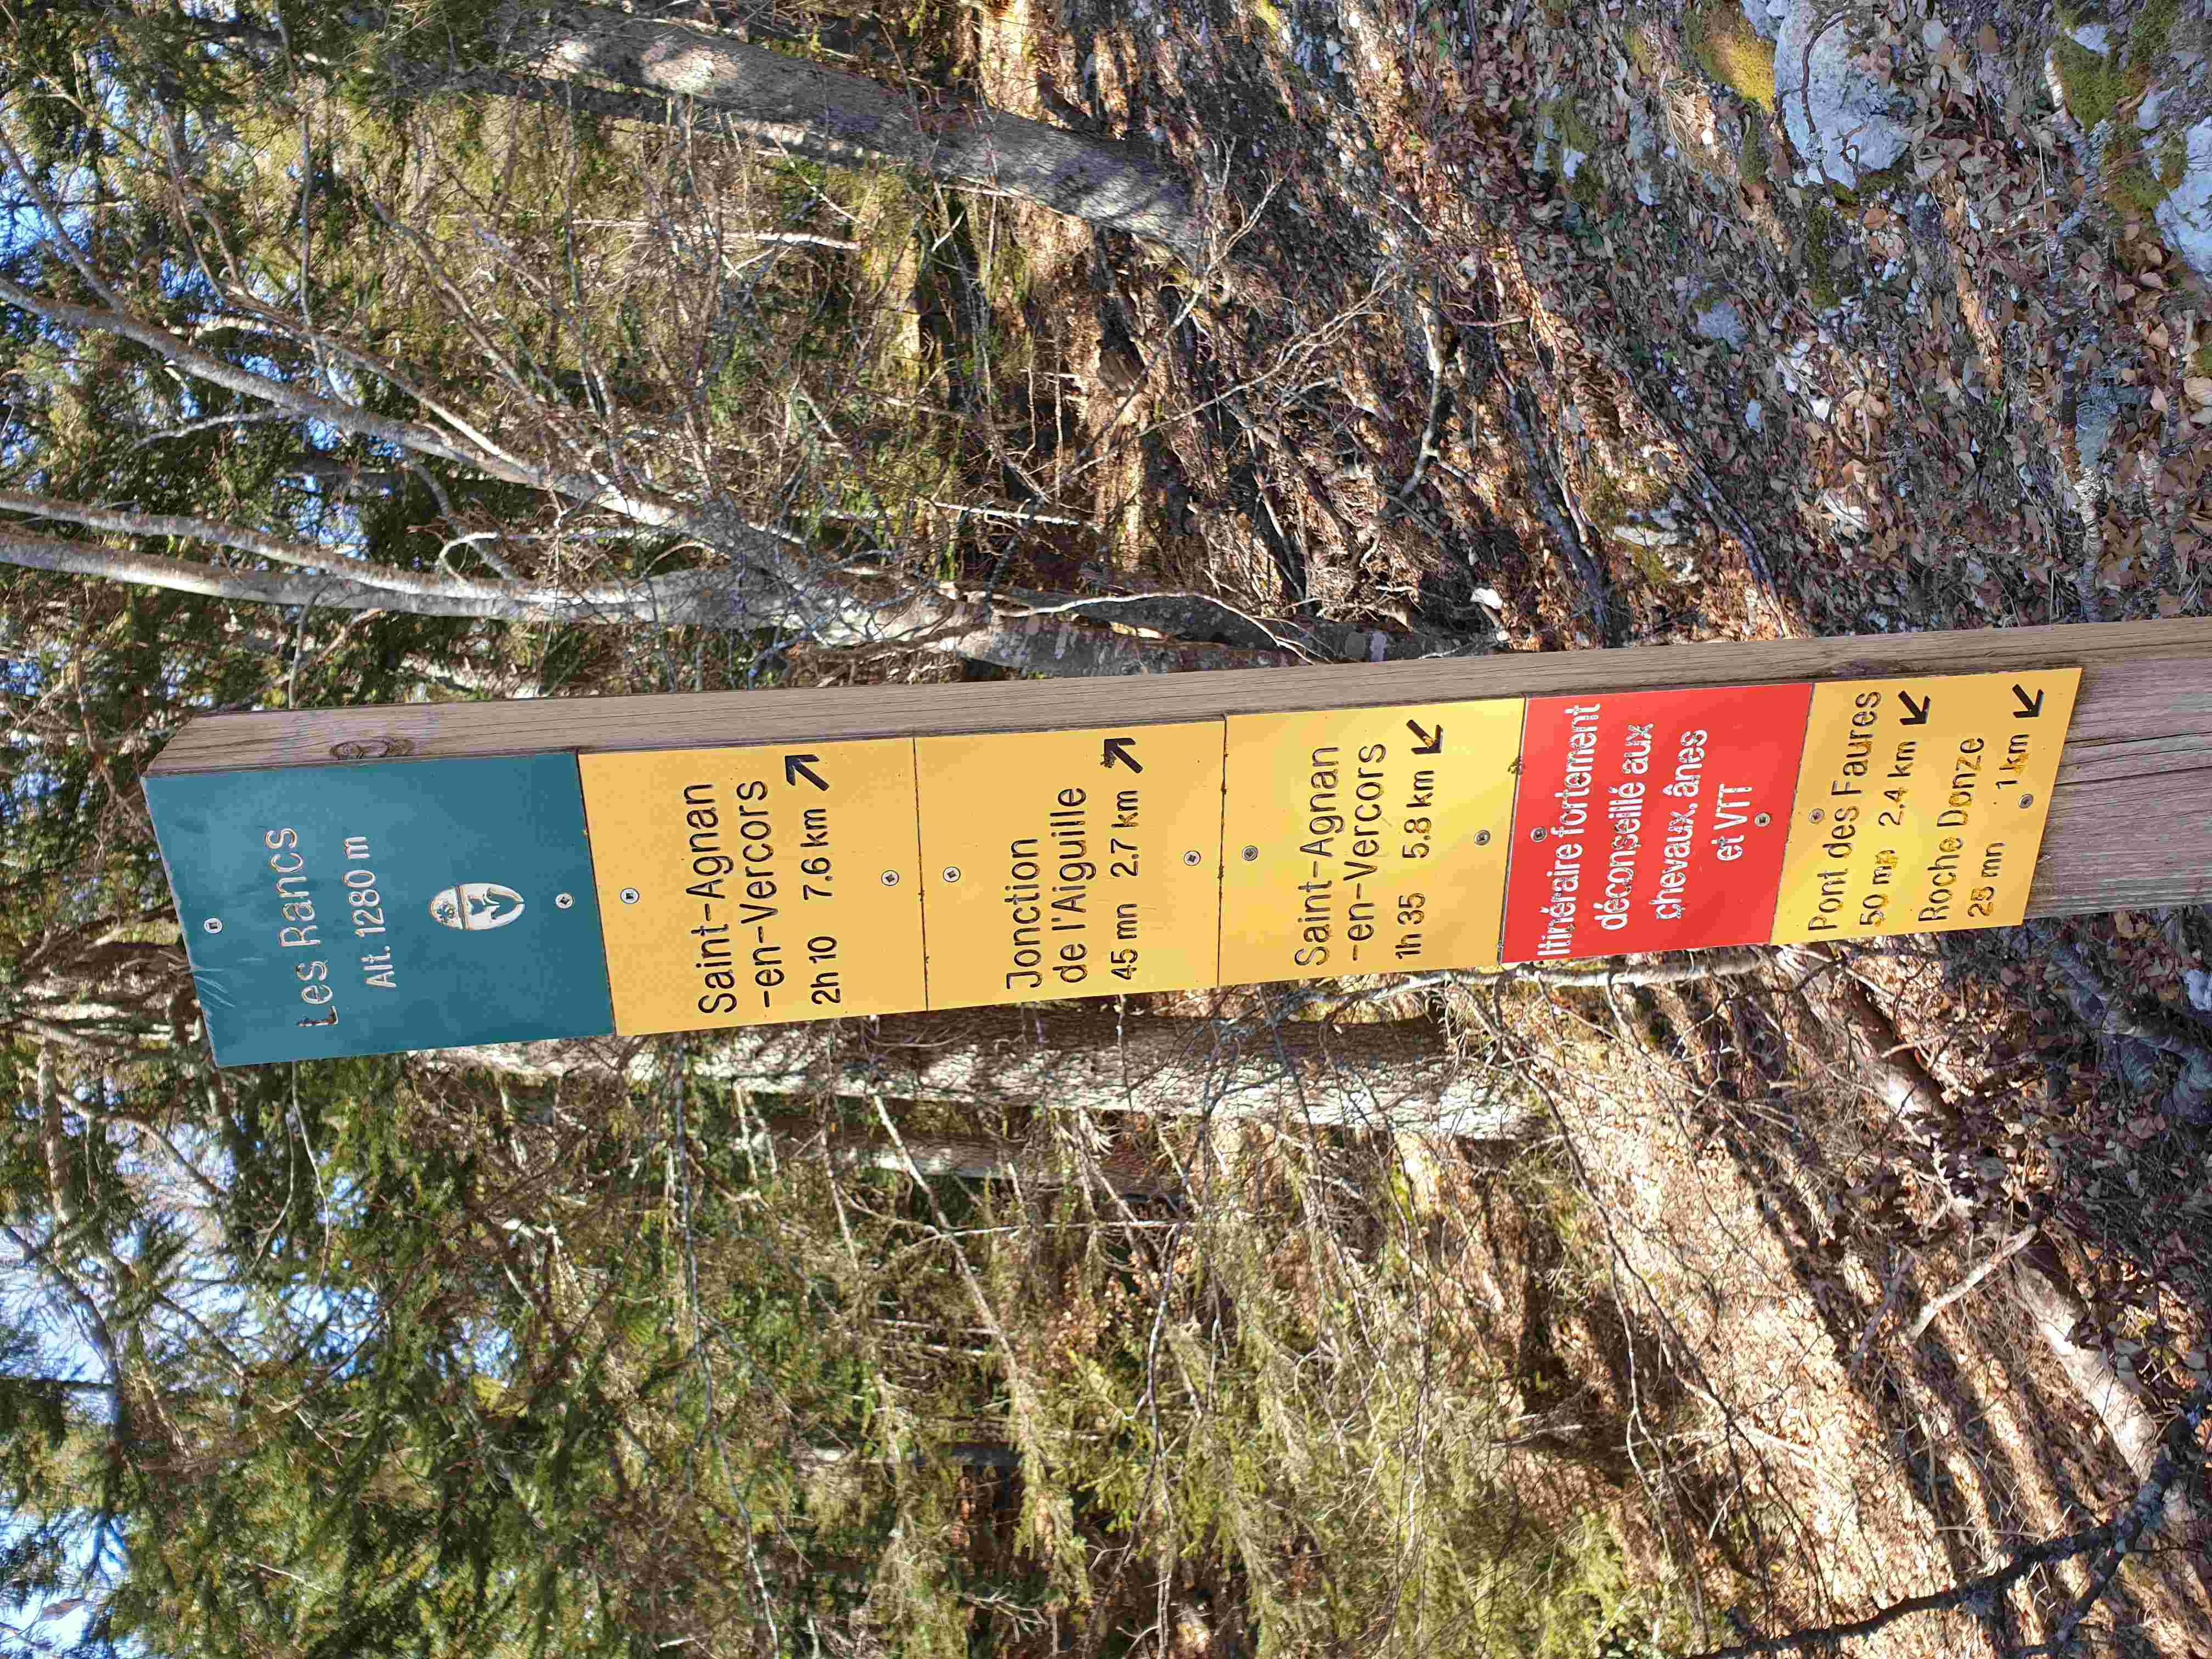 Les Rancs
Alt. 1280 m
Saint-Agnan
-en-Vercors
2h 10 7.6 km
Jonction
de l'Aiguille
45 mn 2.7 km
Saint-Agnan
-en-Vercors
1h 35 5.8 km
Itinéraire fortement
déconseillé aux
chevaux, ânes
et VTT
Pont des Faures
50 mn 2.4 km
Roche Donze
25 mn 1 km